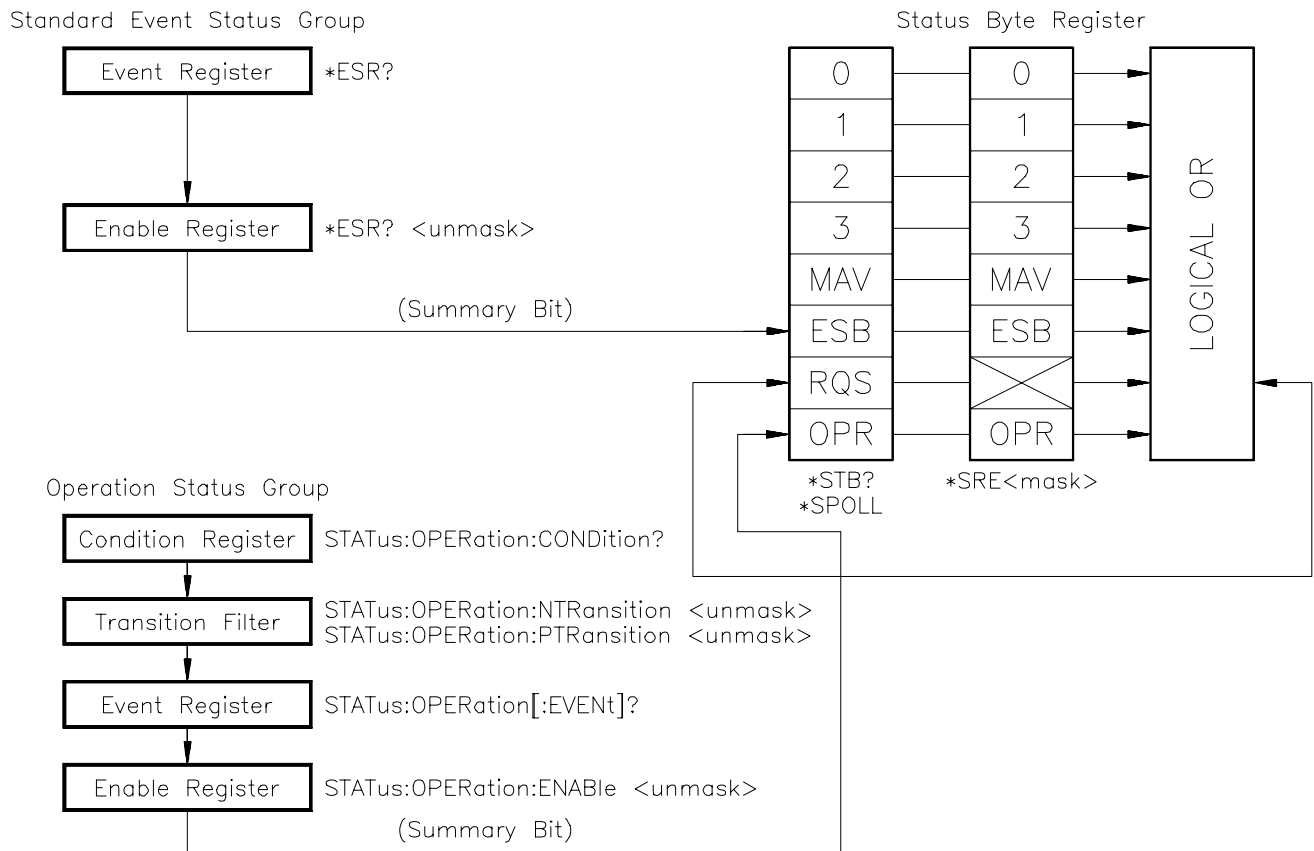 Standard Event Status Group
Event Register
*ESR?
Enable Register
*ESR? <unmask>
(Summary Bit)
Status Byte Register
0
1
2
3
MAV
ESB
RQS
OPR
*STB?
*SPOLL
0
1
2
3
MAV
ESB
OPR
*SRE<mask>
LOGICAL OR
Operation Status Group
Condition Register
STATus:OPERation:CONDition?
Transition Filter
STATus:OPERation:NTRansition <unmask>
STATus:OPERation:PTRansition <unmask>
Event Register
STATus:OPERation[:EVENt]?
Enable Register
STATus:OPERation:ENABle <unmask>
(Summary Bit)